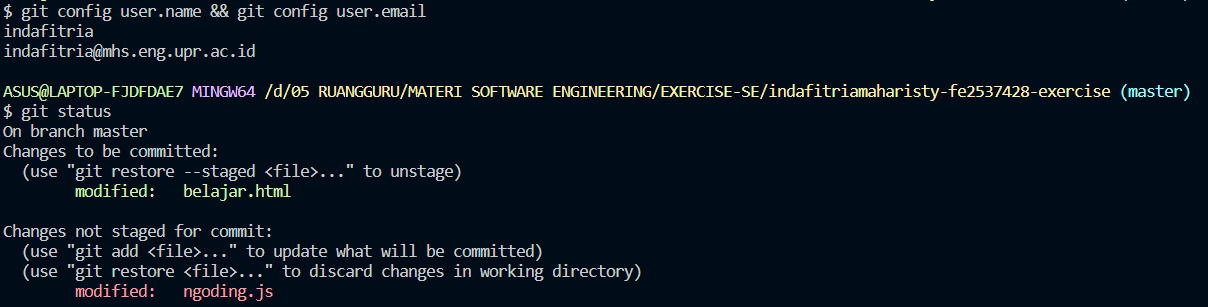 $ git config user.name && git config user.email
indafitria
indafitria@mhs.eng.upr.ac.id
ASUS@LAPTOP-FJDFDAE7 MINGW64 /d/05 RUANGGURU/MATERI SOFTWARE ENGINEERING/EXERCISE-SE/indafitriamaharisty-fe2537428-exercise (master)
$ git status
On branch master
Changes to be committed:
  (use "git restore --staged <file>..." to unstage)
        modified:   belajar.html
Changes not staged for commit:
  (use "git add <file>..." to update what will be committed)
  (use "git restore <file>..." to discard changes in working directory)
        modified:   ngoding.js